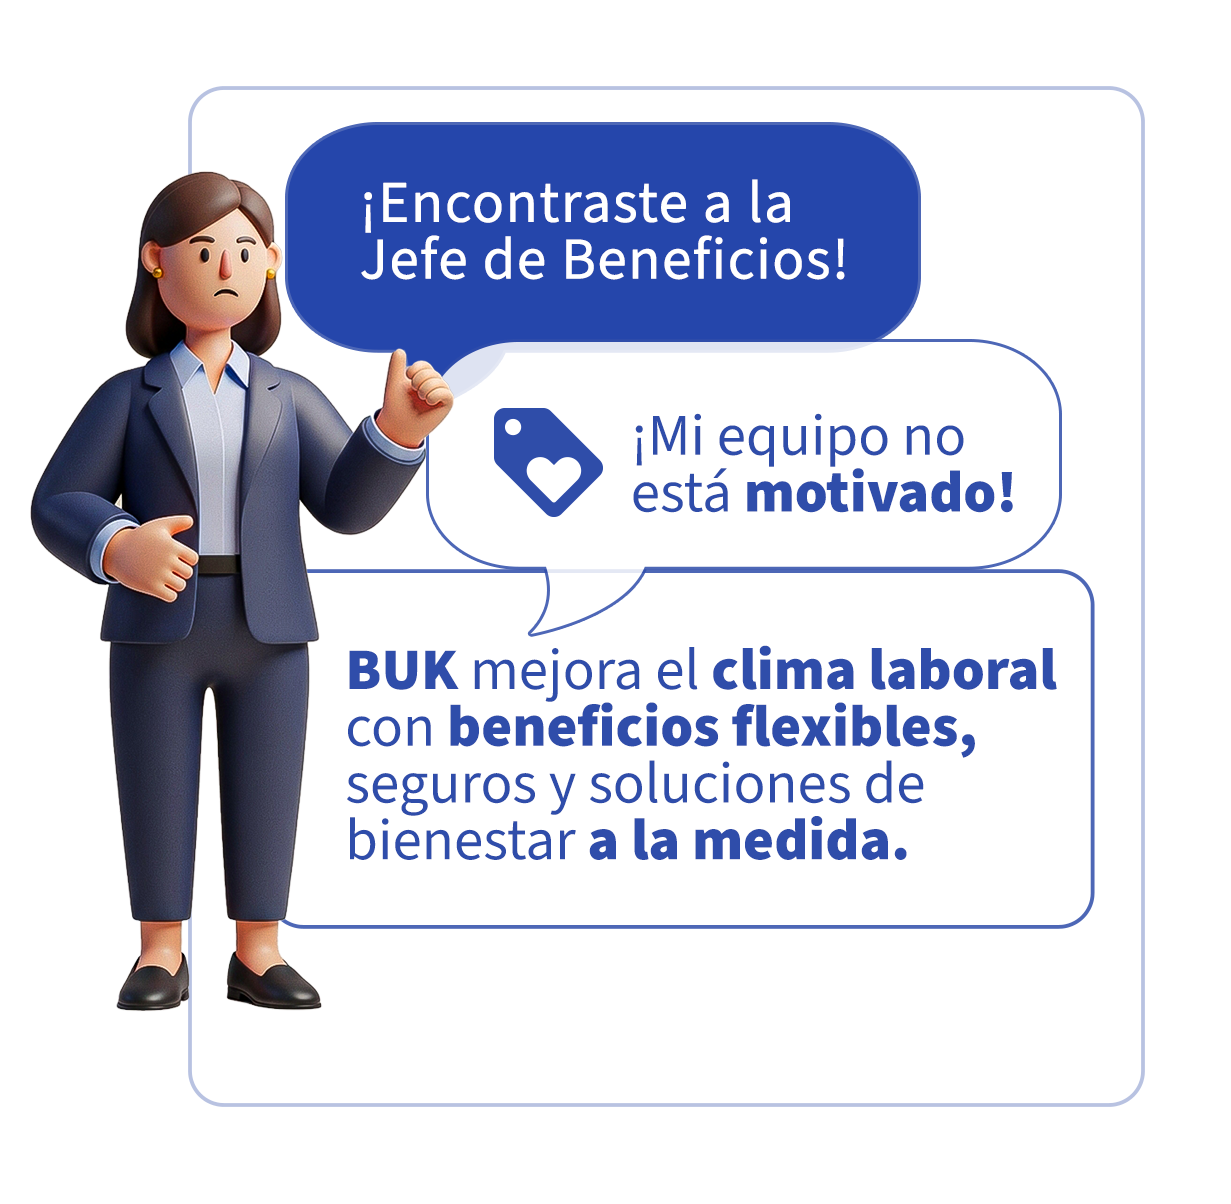 ¡Encontraste a la
Jefe de Beneficios!
¡Mi equipo no
está motivado!
BUK mejora el clima laboral
con beneficios flexibles,
seguros y soluciones de
bienestar a la medida.